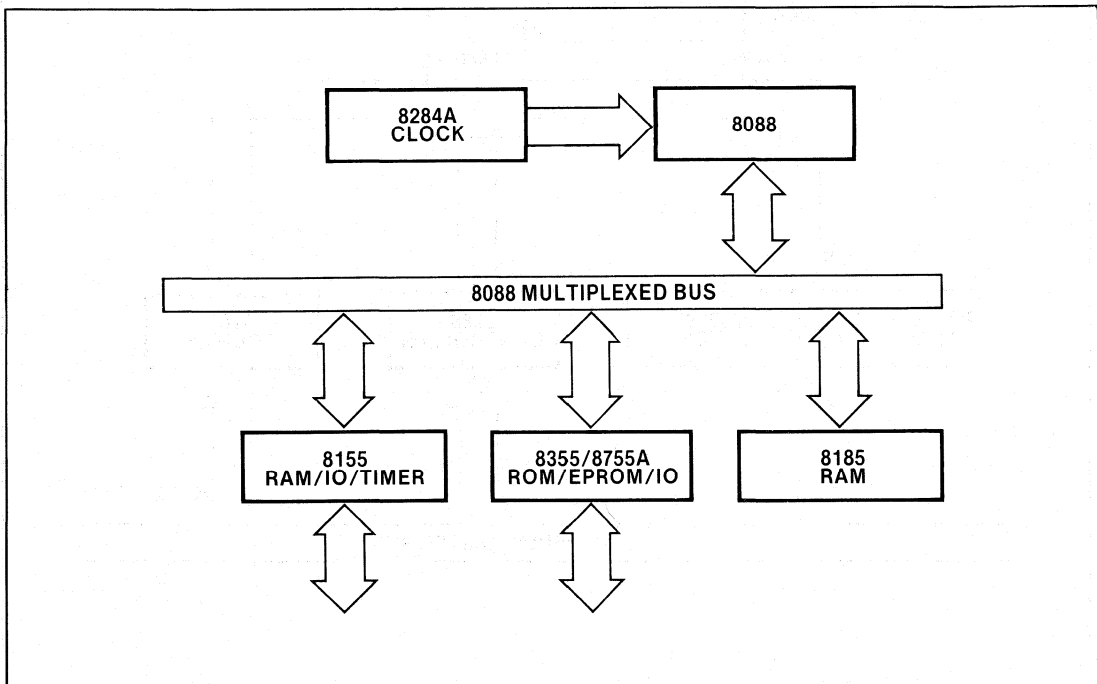 8284A
CLOCK
8088
8088 MULTIPLEXED BUS
8155
RAM/IO/TIMER
8355/8755A
ROM/EPROM/IO
8185
RAM